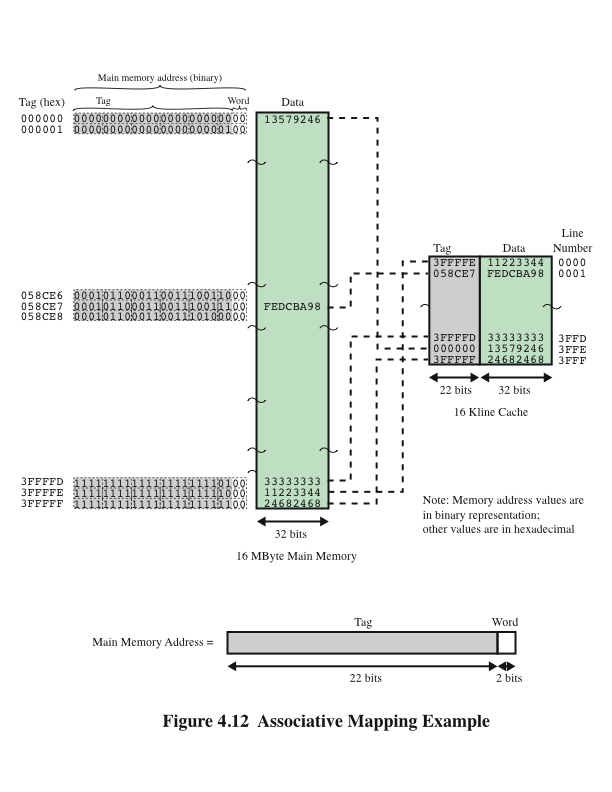 Main memory address (binary)
Tag (hex) Tag Word Data
000000 000000000000000000000000 13579246
000001 000000000000000000000100
Line
Tag Data Number
3FFFFE 11223344 0000
058CE7 FEDCBA98 0001
058CE6 000101100011001110011000
058CE7 000101100011001110011100 FEDCBA98
058CE8 000101100011001110100000
3FFFFD 33333333 3FFD
000000 13579246 3FFE
3FFFFF 24682468 3FFF
22 bits 32 bits
16 Kline Cache
3FFFFD 111111111111111111110100 33333333
3FFFFE 111111111111111111111000 11223344
3FFFFF 111111111111111111111100 24682468
Note: Memory address values are
in binary representation;
other values are in hexadecimal
32 bits
16 MByte Main Memory
Tag Word
Main Memory Address =
22 bits 2 bits
Figure 4.12 Associative Mapping Example